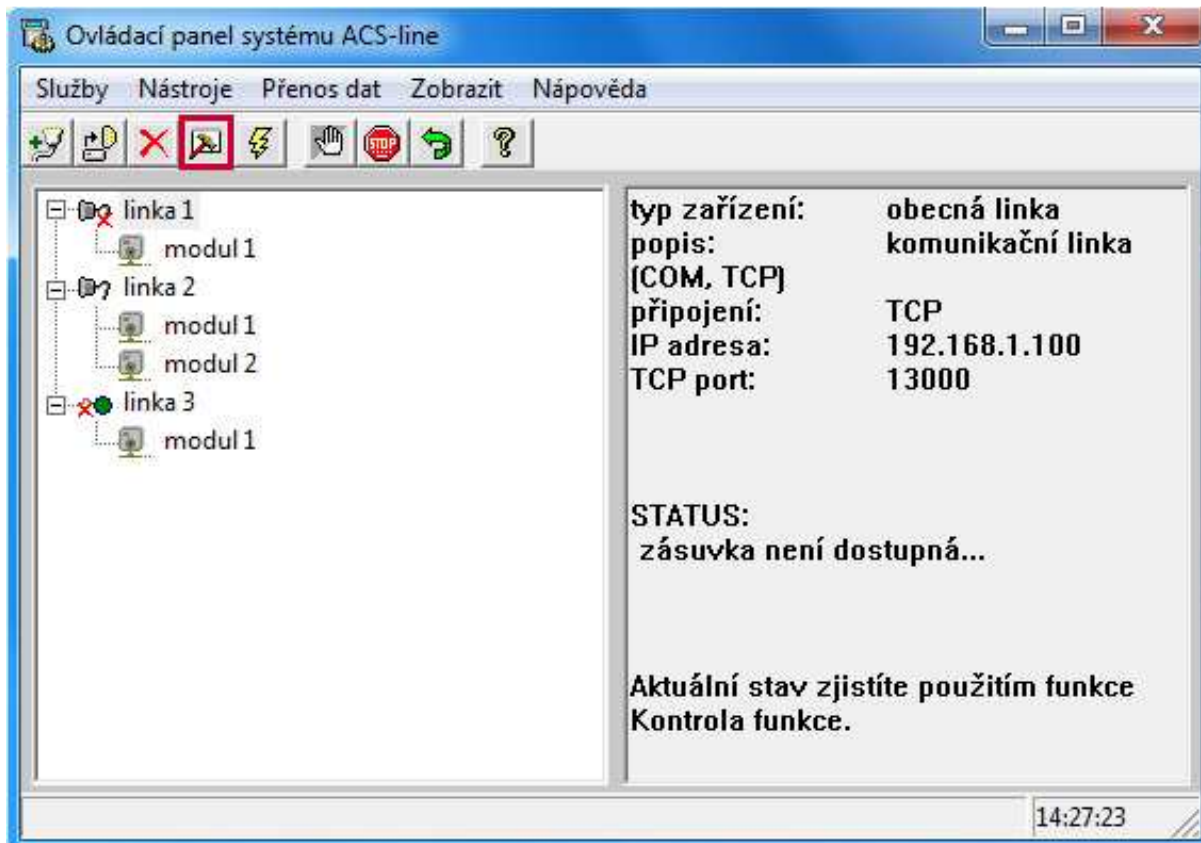 Ovládací panel systému ACS-line
Služby Nástroje Přenos dat Zobrazit Nápověda
STOP
linka 1
modul 1
linka 2
modul 1
modul 2
linka 3
modul 1
typ zařízení: obecná linka
popis: komunikační linka
(COM, TCP)
připojení: TCP
IP adresa: 192.168.1.100
TCP port: 13000
STATUS:
zásuvka není dostupná...
Aktuální stav zjistíte použitím funkce
Kontrola funkce.
14:27:23